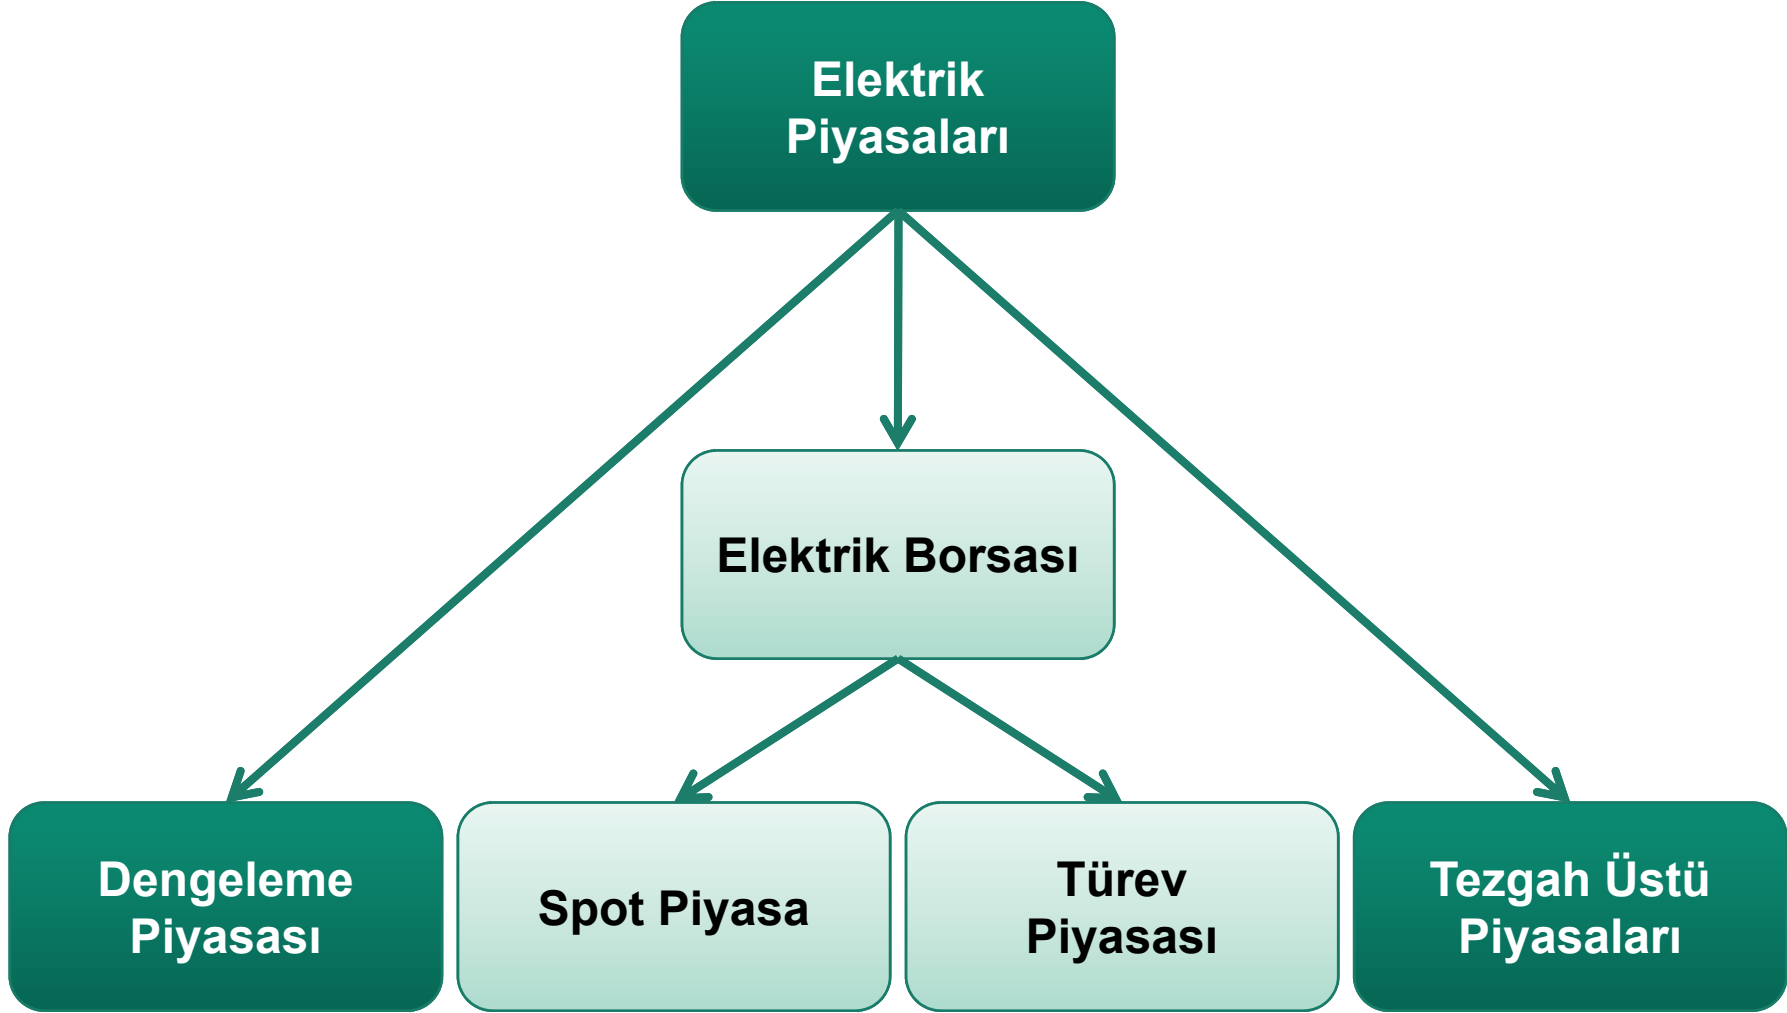 Elektrik
Piyasaları
Elektrik Borsası
Dengeleme
Piyasası
Spot Piyasa
Türev
Piyasası
Tezgah Üstü
Piyasaları